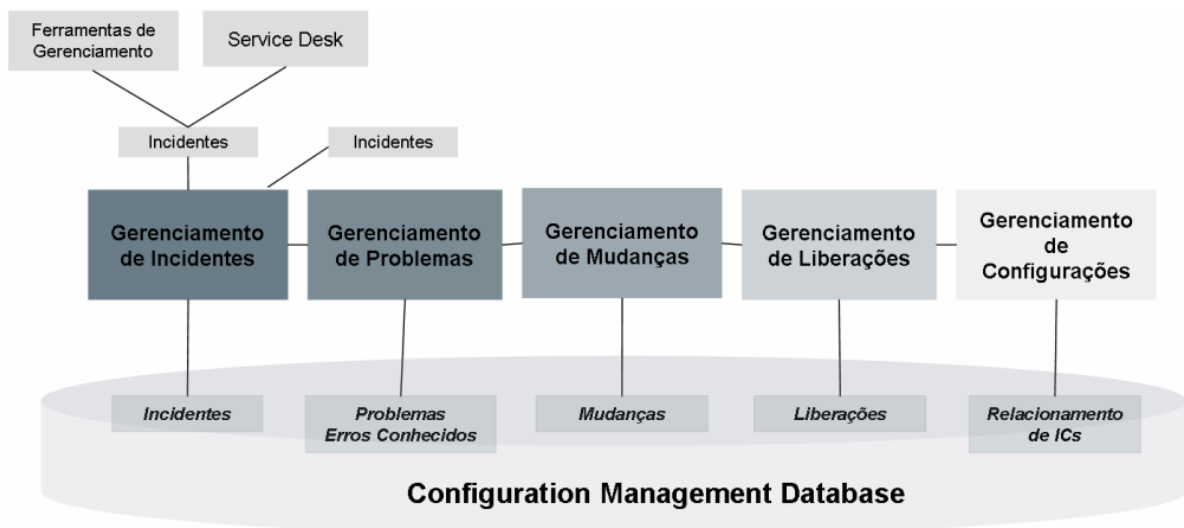 Ferramentas de
Gerenciamento
Service Desk
Incidentes
Incidentes
Gerenciamento
de Incidentes
Gerenciamento
de Problemas
Gerenciamento
de Mudanças
Gerenciamento
de Liberações
Gerenciamento
de
Configurações
Incidentes
Problemas
Erros Conhecidos
Mudanças
Liberações
Relacionamento
de ICs
Configuration Management Database